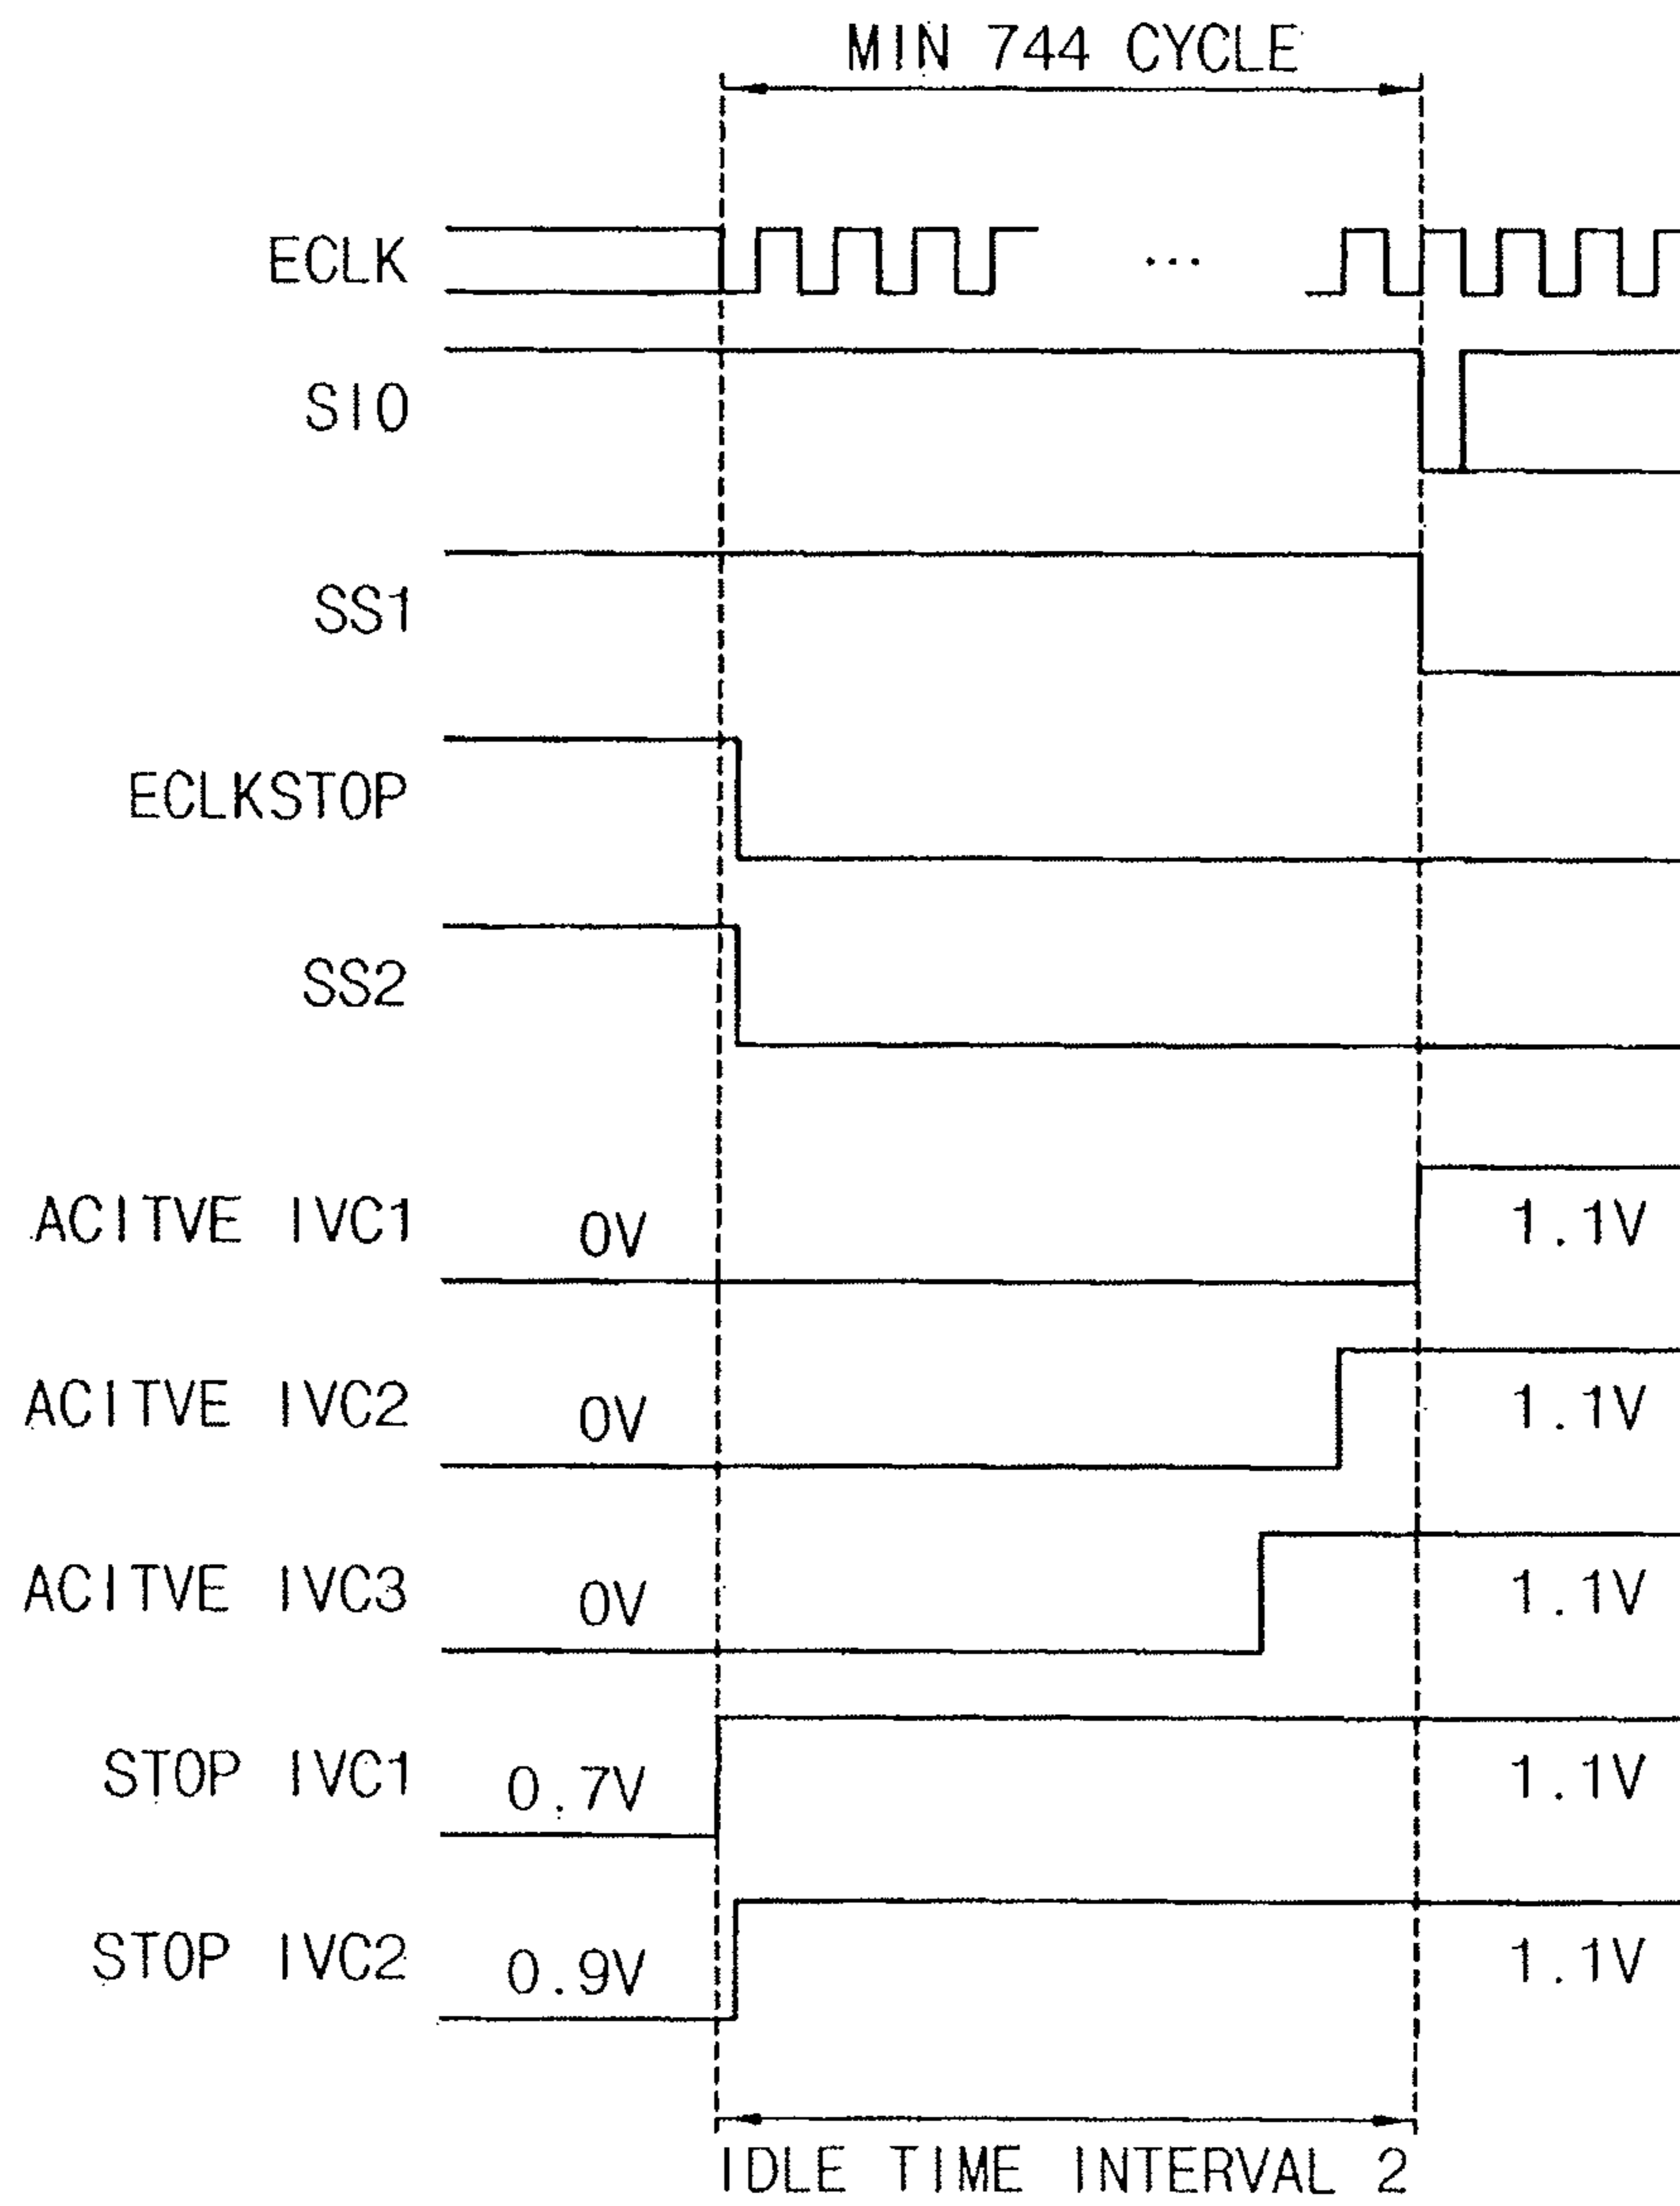 MIN 744 CYCLE
ECLK
...
SIO
SS1
ECLKSTOP
SS2
ACITVE IVC1 0V 1.1V
ACITVE IVC2 0V 1.1V
ACITVE IVC3 0V 1.1V
STOP IVC1 0.7V 1.1V
STOP IVC2 0.9V 1.1V
IDLE TIME INTERVAL 2